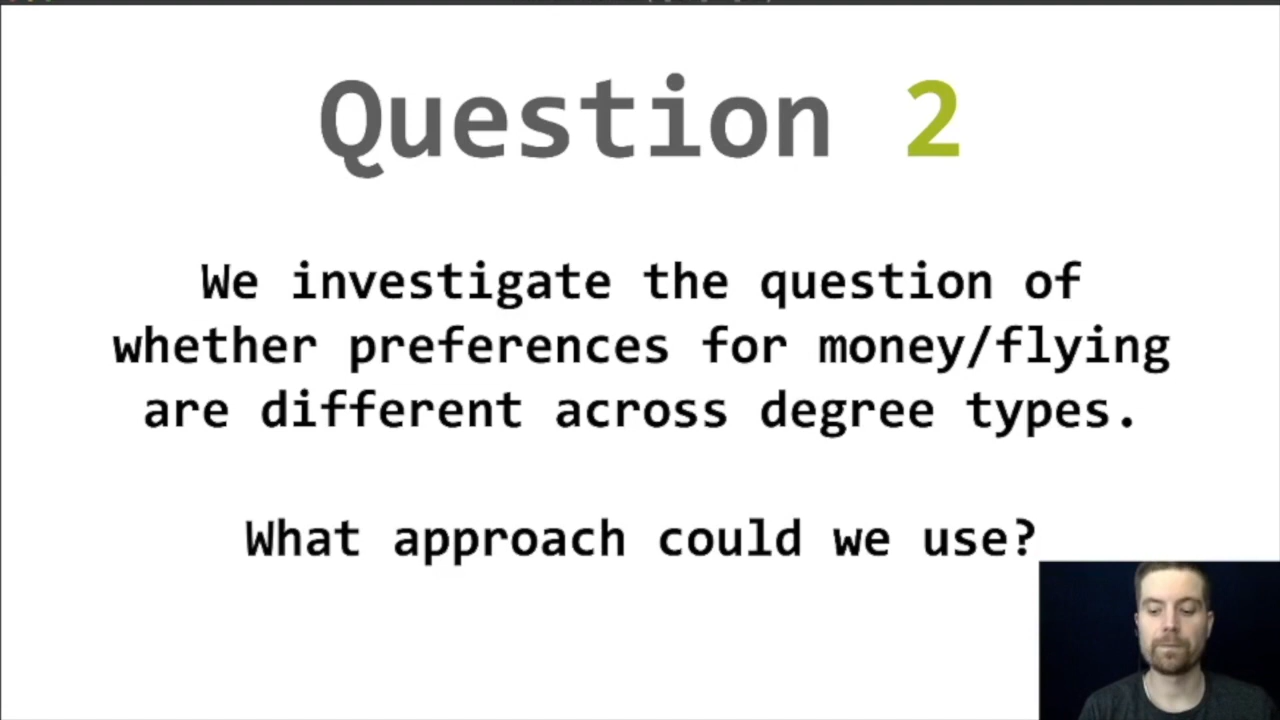 Question 2
We investigate the question of
whether preferences for money/flying
are different across degree types.
What approach could we use?